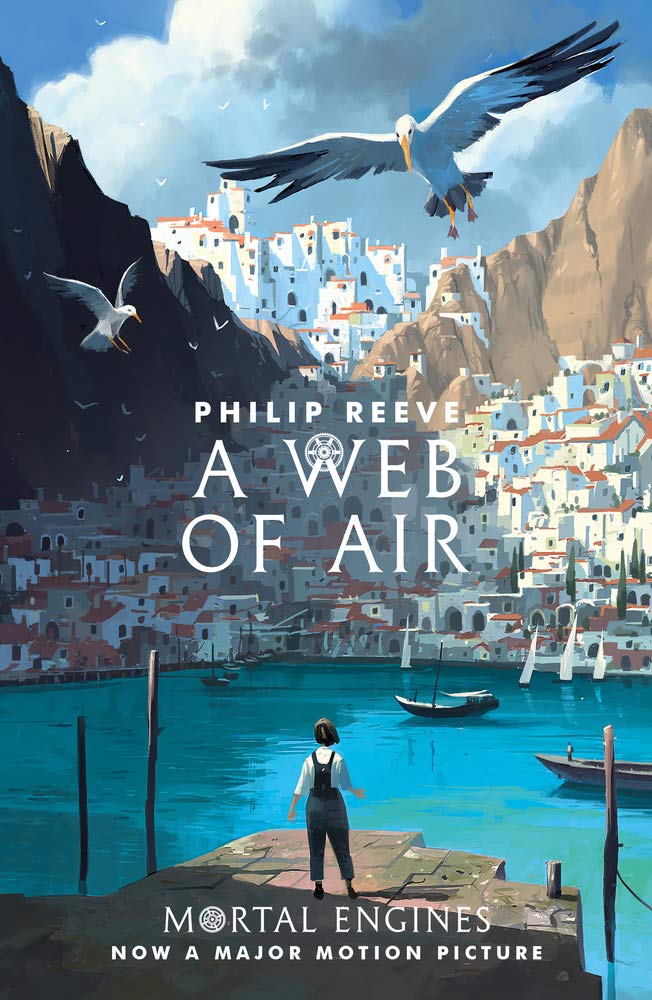 PHILIP REEVE
A WEB
OF AIR
MORTAL ENGINES
NOW A MAJOR MOTION PICTURE